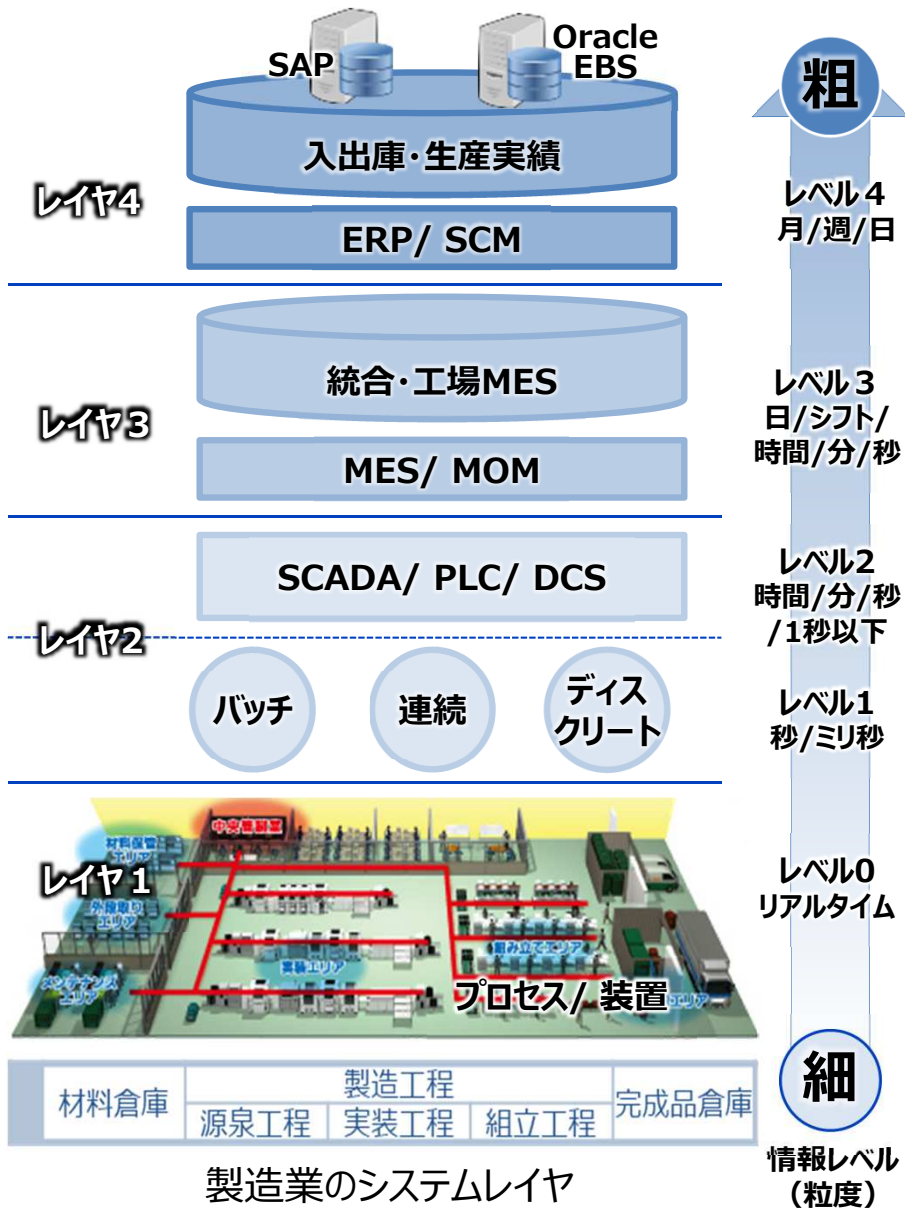 SAP
Oracle
EBS
粗
入出庫・生産実績
レイヤ4
レベル４
月/週/日
ERP/ SCM
統合・工場MES
レイヤ３
レベル３
日/シフト/
時間/分/秒
MES/ MOM
SCADA/ PLC/ DCS
レベル2
時間/分/秒
/1秒以下
レイヤ2
バッチ
連続
ディス
クリート
レベル1
秒/ミリ秒
中央管制室
材料保管
エリア
レイヤ１
レベル0
リアルタイム
外段取り
エリア
実装エリア
組み立てエリア
メンテナンス
エリア
プロセス/ 装置
エリア
細
材料倉庫
製造工程
源泉工程
実装工程
組立工程
完成品倉庫
製造業のシステムレイヤ
情報レベル
（粒度）